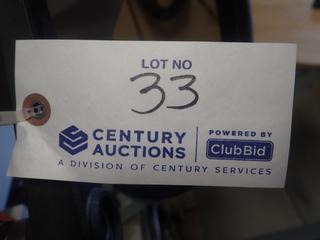 LOT NO
33
CENTURY AUCTIONS
POWERED BY
ClubBid
A DIVISION OF CENTURY SERVICES